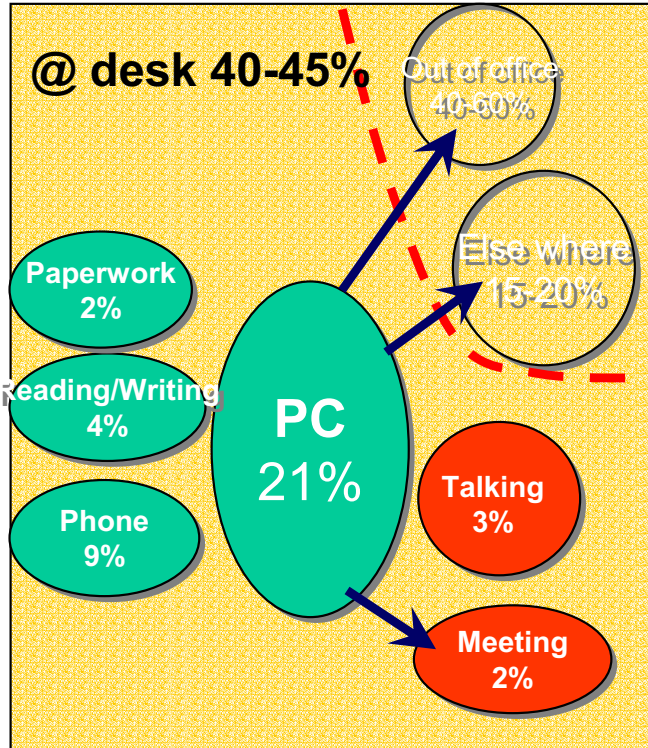 @ desk 40-45%
Out of office
40-60%
Else where
15-20%
Paperwork
2%
Reading/Writing
4%
PC
21%
Phone
9%
Talking
3%
Meeting
2%